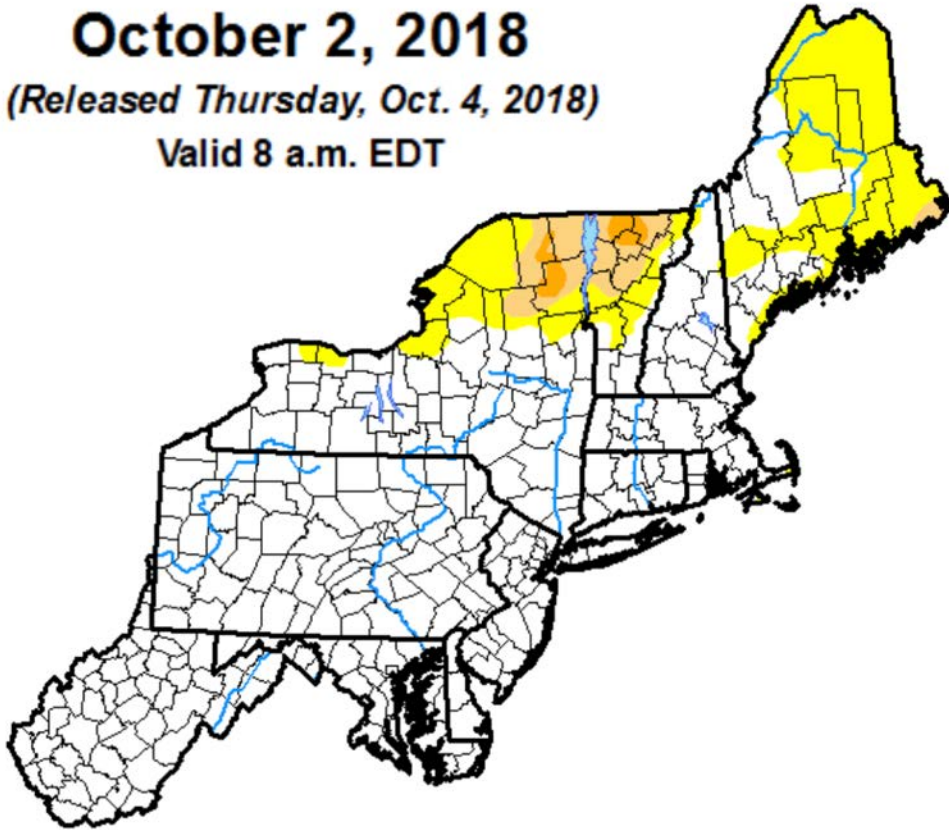 October 2, 2018
(Released Thursday, Oct. 4, 2018)
Valid 8 a.m. EDT